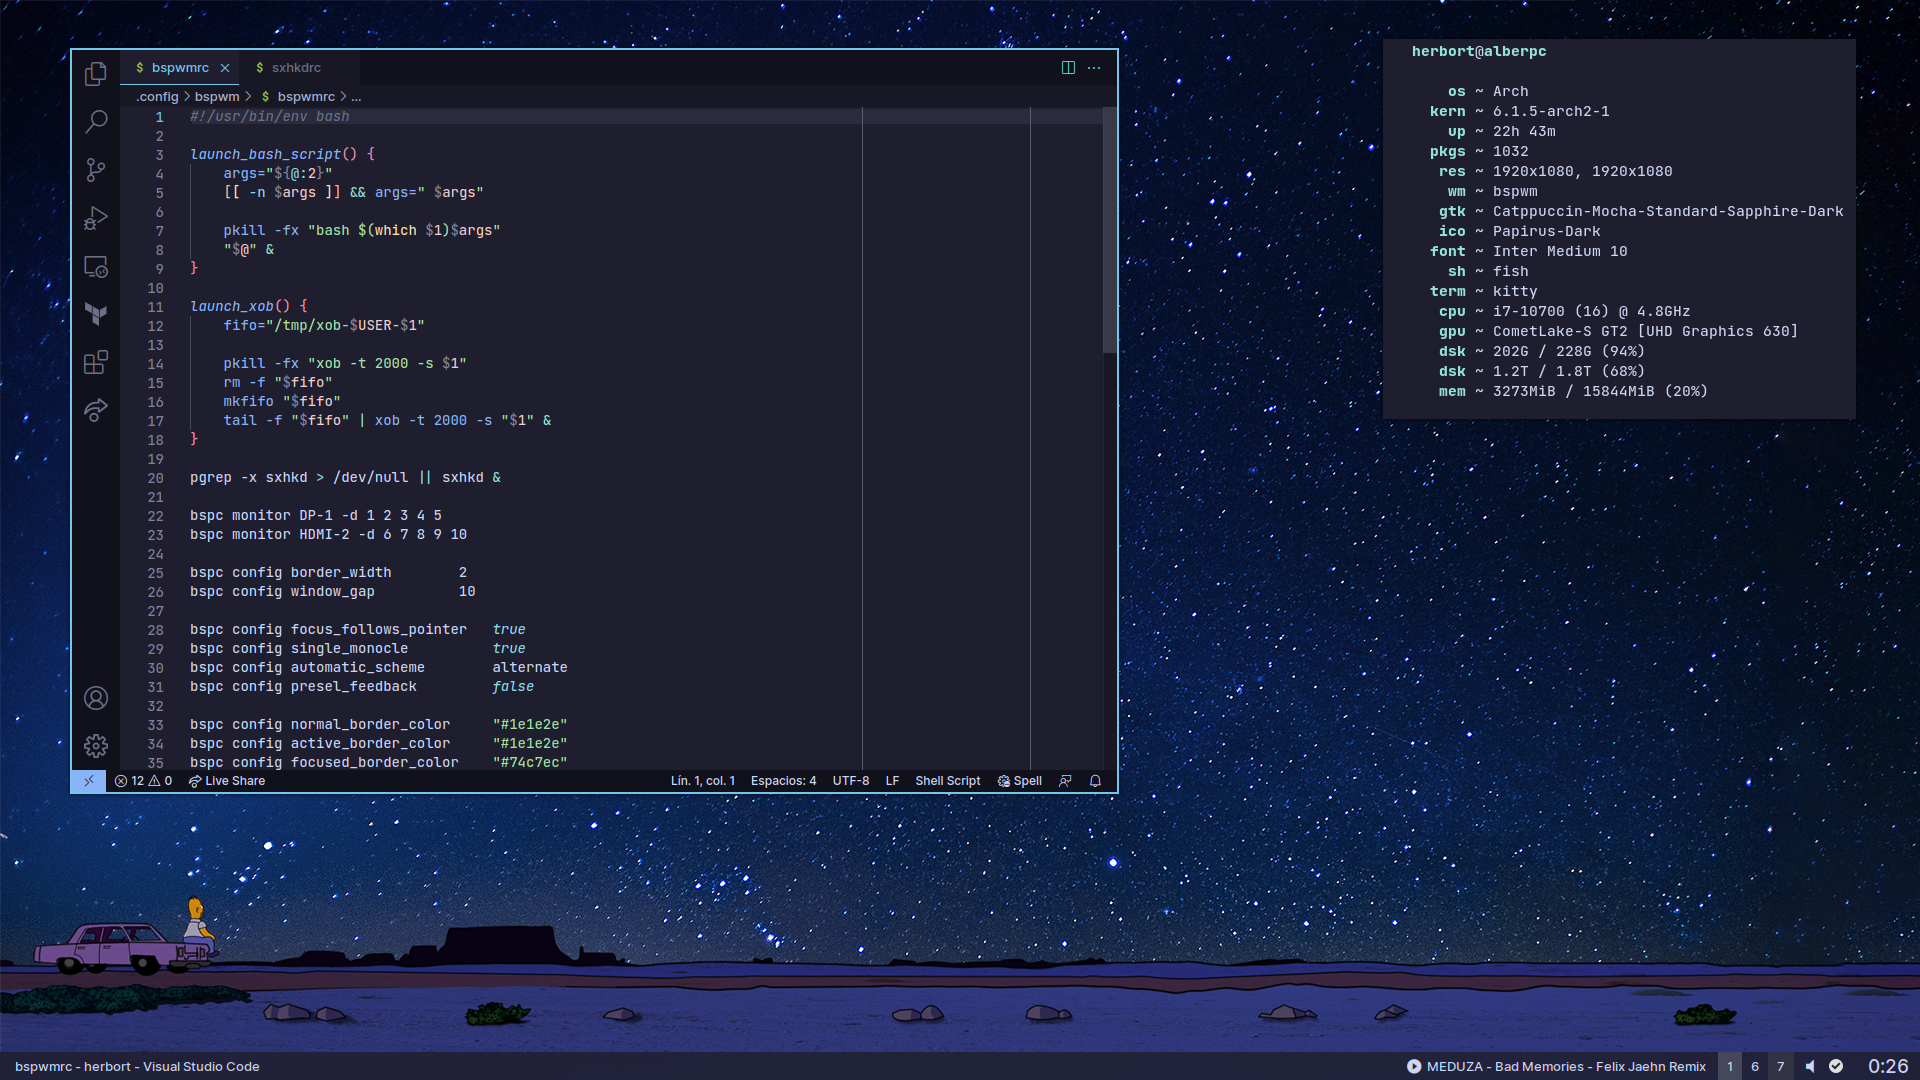 bspwmrc
sxhkdrc
.config > bspwm > $ bspwmrc > ...
1 #!/usr/bin/env bash
2
3 launch_bash_script() {
4 args="${@:2}"
5 [[ -n $args ]] && args=" $args"
6
7 pkill -fx "bash $(which $1)$args"
8 "$@" &
9 }
10
11 launch_xob() {
12 fifo="/tmp/xob-$USER-$1"
13
14 pkill -fx "xob -t 2000 -s $1"
15 rm -f "$fifo"
16 mkfifo "$fifo"
17 tail -f "$fifo" | xob -t 2000 -s "$1" &
18 }
19
20 pgrep -x sxhkd > /dev/null || sxhkd &
21
22 bspc monitor DP-1 -d 1 2 3 4 5
23 bspc monitor HDMI-2 -d 6 7 8 9 10
24
25 bspc config border_width 2
26 bspc config window_gap 10
27
28 bspc config focus_follows_pointer true
29 bspc config single_monocle true
30 bspc config automatic_scheme alternate
31 bspc config presel_feedback false
32
33 bspc config normal_border_color "#1e1e2e"
34 bspc config active_border_color "#1e1e2e"
35 bspc config focused_border_color "#74c7ec"
12 0 Live Share Lín. 1, col. 1 Espacios: 4 UTF-8 LF Shell Script Spell
herbort@alberpc
os ~ Arch
kern ~ 6.1.5-arch2-1
up ~ 22h 43m
pkgs ~ 1032
res ~ 1920x1080, 1920x1080
wm ~ bspwm
gtk ~ Catppuccin-Mocha-Standard-Sapphire-Dark
ico ~ Papirus-Dark
font ~ Inter Medium 10
sh ~ fish
term ~ kitty
cpu ~ i7-10700 (16) @ 4.8GHz
gpu ~ CometLake-S GT2 [UHD Graphics 630]
dsk ~ 202G / 228G (94%)
dsk ~ 1.2T / 1.8T (68%)
mem ~ 3273MiB / 15844MiB (20%)
bspwmrc - herbort - Visual Studio Code
MEDUZA - Bad Memories - Felix Jaehn Remix 1 6 7 0:26